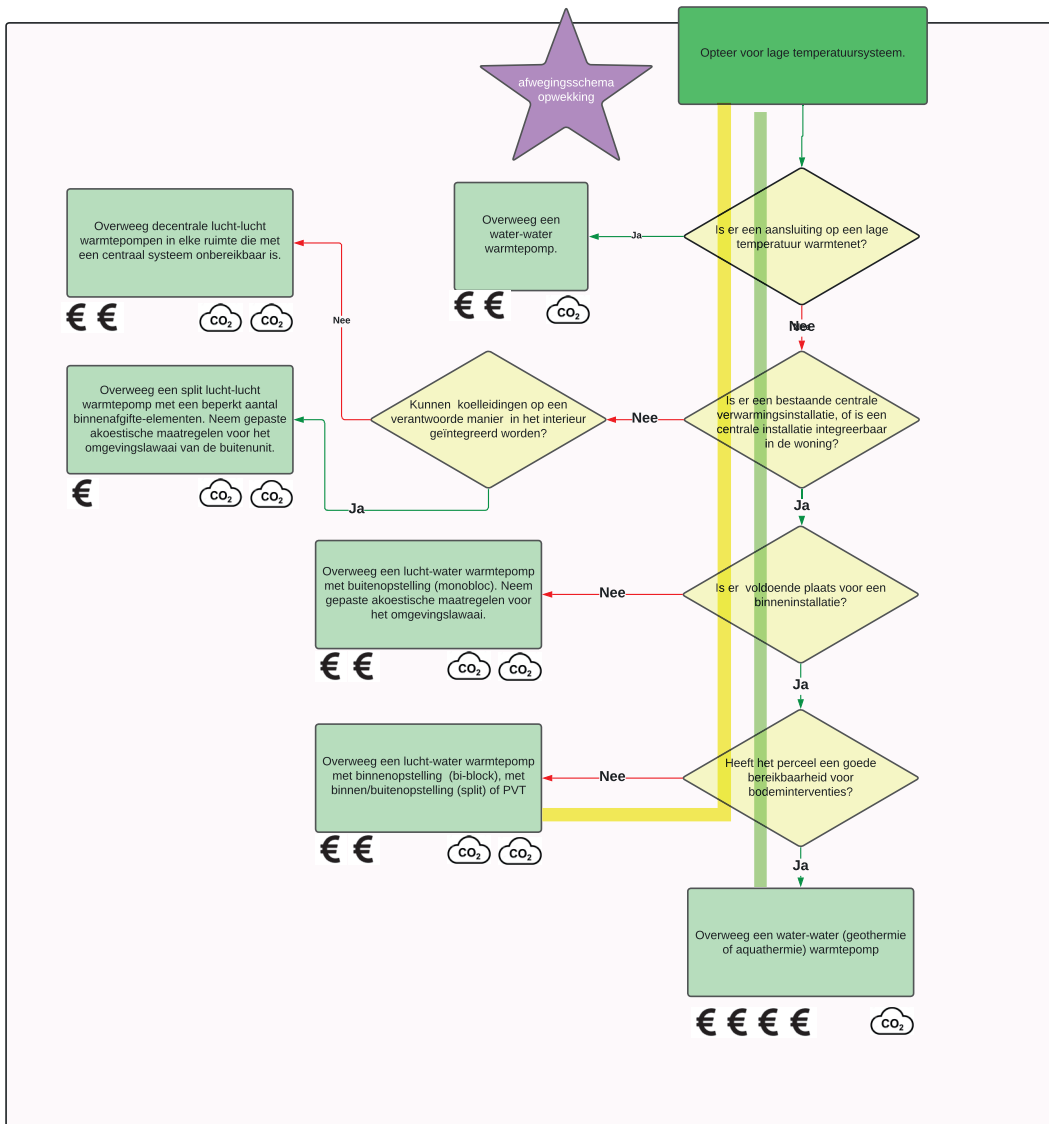 afwegingsschema
opwekking
Opteer voor lage temperatuursysteem.
Is er een aansluiting op een lage
temperatuur warmtenet?
Ja
Overweeg een
water-water
warmtepomp.
€ €
CO2
Nee
Is er een bestaande centrale
verwarmingsinstallatie, of is een
centrale installatie integreerbaar
in de woning?
Nee
Kunnen koelleidingen op een
verantwoorde manier in het interieur
geïntegreerd worden?
Nee
Overweeg decentrale lucht-lucht
warmtepompen in elke ruimte die met
een centraal systeem onbereikbaar is.
€ €
CO2 CO2
Ja
Overweeg een split lucht-lucht
warmtepomp met een beperkt aantal
binnenafgifte-elementen. Neem gepaste
akoestische maatregelen voor het
omgevingslawaai van de buitenunit.
€
CO2 CO2
Ja
Is er voldoende plaats voor een
binneninstallatie?
Nee
Overweeg een lucht-water warmtepomp
met buitenopstelling (monobloc). Neem
gepaste akoestische maatregelen voor
het omgevingslawaai.
€ €
CO2 CO2
Ja
Heeft het perceel een goede
bereikbaarheid voor
bodeminterventies?
Nee
Overweeg een lucht-water warmtepomp
met binnenopstelling (bi-block), met
binnen/buitenopstelling (split) of PVT
€ €
CO2 CO2
Ja
Overweeg een water-water (geothermie
of aquathermie) warmtepomp
€ € € €
CO2